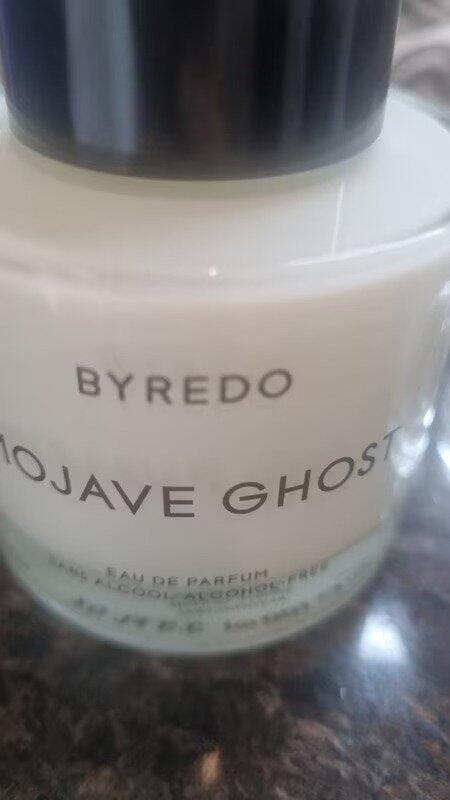 BYREDO
MOJAVE GHOST
EAU DE PARFUM
SANS ALCOOL-ALCOHOL-FREE